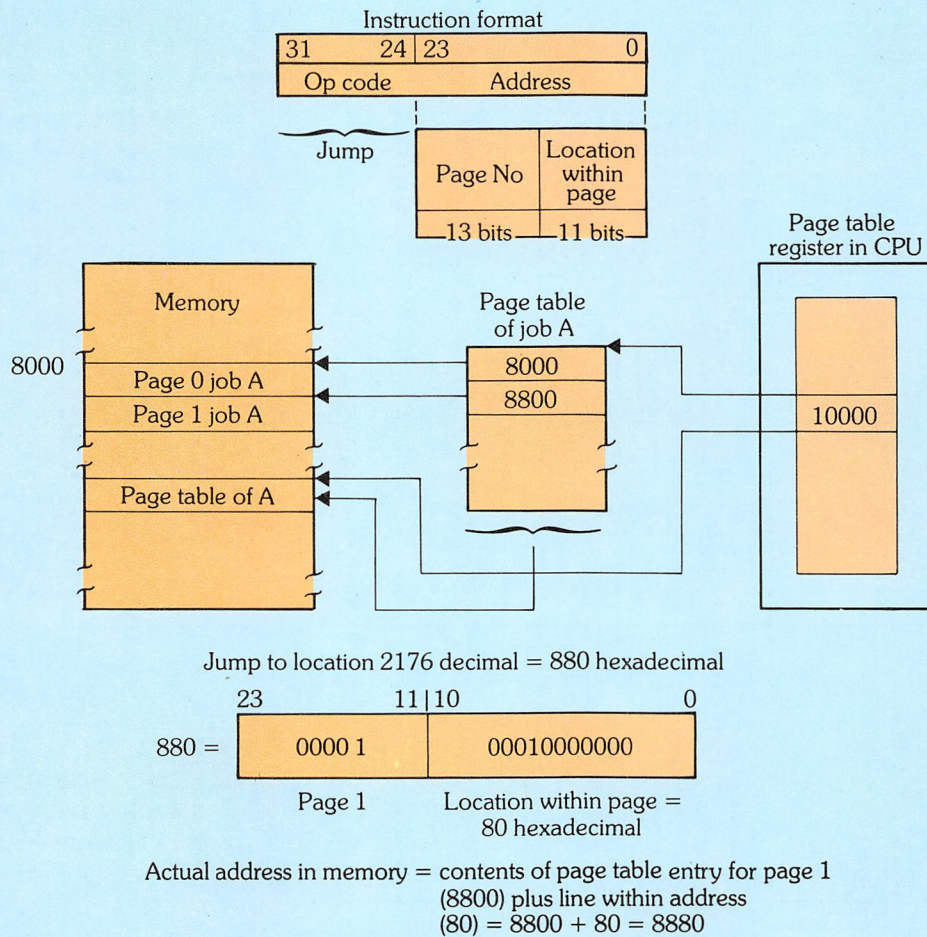 Instruction format
31 24 23 0
Op code Address
Jump
Page No
Location
within
page
13 bits 11 bits
Page table
register in CPU
Memory
Page table
of job A
8000
8000
Page 0 job A
8800
Page 1 job A
10000
Page table of A
Jump to location 2176 decimal = 880 hexadecimal
23 11 10 0
880 = 0000 1 00010000000
Page 1
Location within page =
80 hexadecimal
Actual address in memory = contents of page table entry for page 1
(8800) plus line within address
(80) = 8800 + 80 = 8880